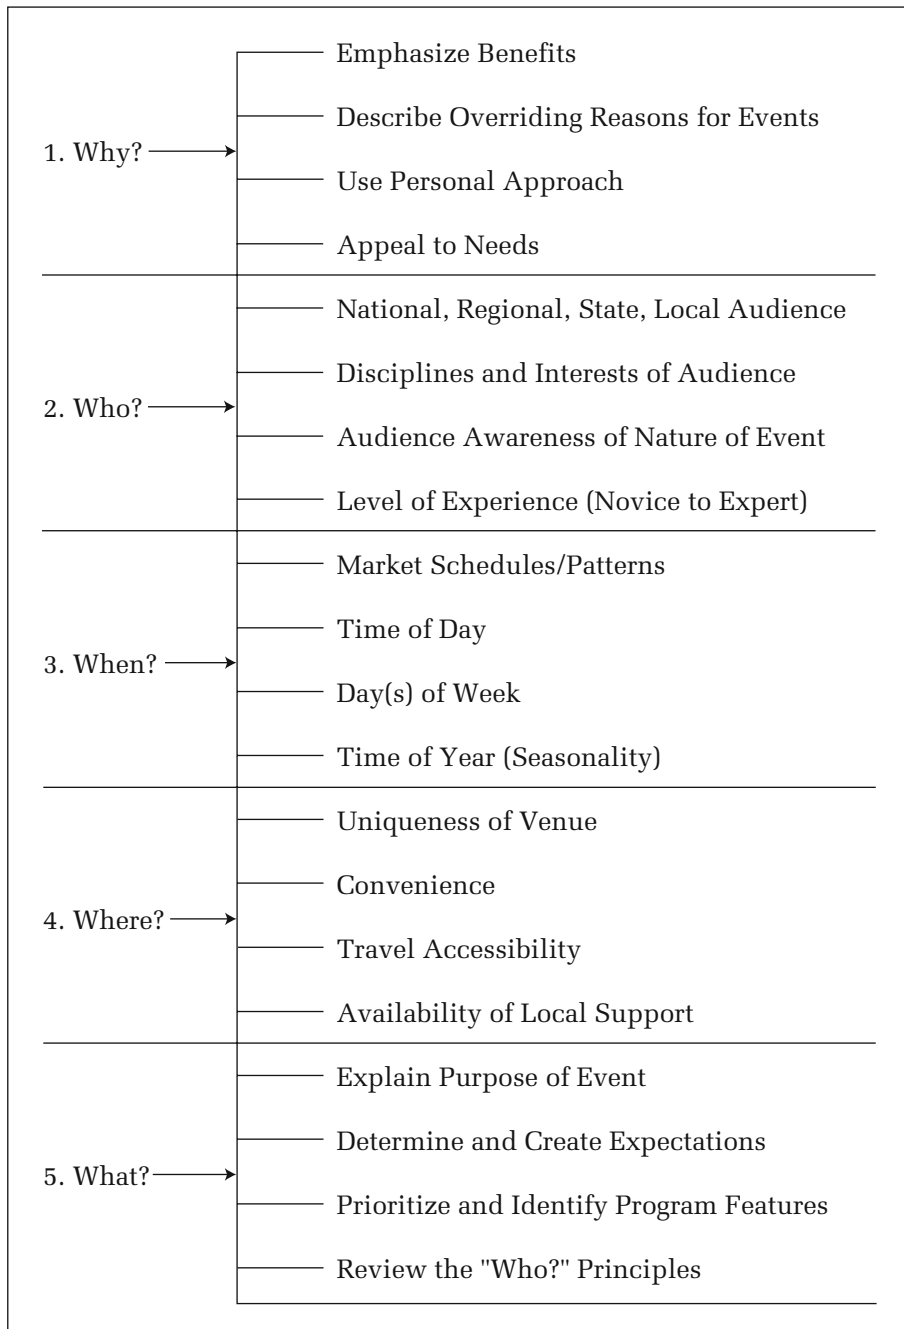 Emphasize Benefits
Describe Overriding Reasons for Events
1. Why?
Use Personal Approach
Appeal to Needs
National, Regional, State, Local Audience
Disciplines and Interests of Audience
2. Who?
Audience Awareness of Nature of Event
Level of Experience (Novice to Expert)
Market Schedules/Patterns
Time of Day
3. When?
Day(s) of Week
Time of Year (Seasonality)
Uniqueness of Venue
Convenience
4. Where?
Travel Accessibility
Availability of Local Support
Explain Purpose of Event
Determine and Create Expectations
5. What?
Prioritize and Identify Program Features
Review the "Who?" Principles